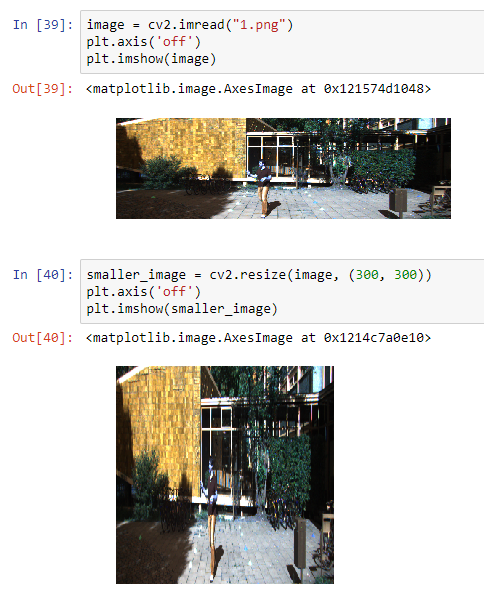 In [39]: image = cv2.imread("1.png")
plt.axis('off')
plt.imshow(image)
Out[39]: <matplotlib.image.AxesImage at 0x121574d1048>
In [40]: smaller_image = cv2.resize(image, (300, 300))
plt.axis('off')
plt.imshow(smaller_image)
Out[40]: <matplotlib.image.AxesImage at 0x1214c7a0e10>